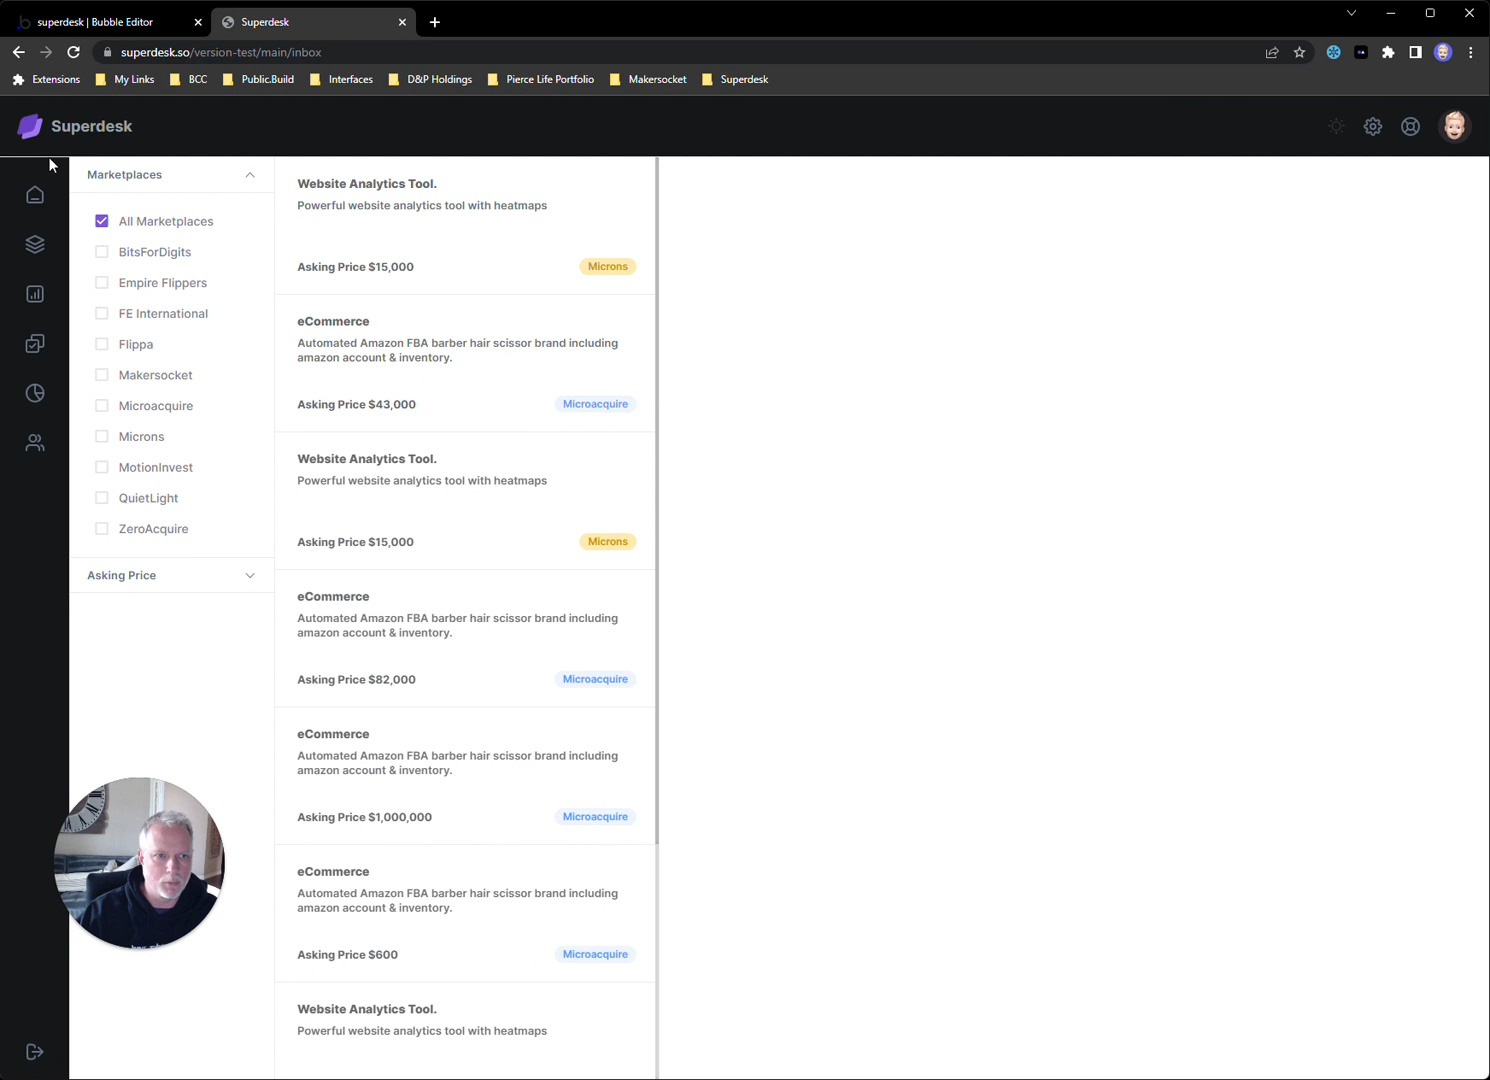 superdesk | Bubble Editor
Superdesk
superdesk.so/version-test/main/inbox
Extensions
My Links
BCC
Public.Build
Interfaces
D&P Holdings
Pierce Life Portfolio
Makersocket
Superdesk
Superdesk
Marketplaces
All Marketplaces
BitsForDigits
Empire Flippers
FE International
Flippa
Makersocket
Microacquire
Microns
MotionInvest
QuietLight
ZeroAcquire
Asking Price
Website Analytics Tool.
Powerful website analytics tool with heatmaps
Asking Price $15,000
Microns
eCommerce
Automated Amazon FBA barber hair scissor brand including
amazon account & inventory.
Asking Price $43,000
Microacquire
Website Analytics Tool.
Powerful website analytics tool with heatmaps
Asking Price $15,000
Microns
eCommerce
Automated Amazon FBA barber hair scissor brand including
amazon account & inventory.
Asking Price $82,000
Microacquire
eCommerce
Automated Amazon FBA barber hair scissor brand including
amazon account & inventory.
Asking Price $1,000,000
Microacquire
eCommerce
Automated Amazon FBA barber hair scissor brand including
amazon account & inventory.
Asking Price $600
Microacquire
Website Analytics Tool.
Powerful website analytics tool with heatmaps